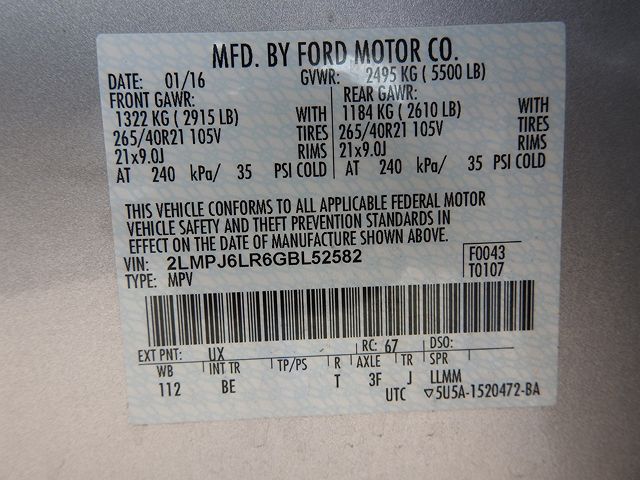 MFD. BY FORD MOTOR CO.
DATE: 01/16 GVWR: 2495 KG ( 5500 LB)
FRONT GAWR: REAR GAWR:
1322 KG ( 2915 LB) WITH 1184 KG ( 2610 LB) WITH
265/40R21 105V TIRES 265/40R21 105V TIRES
21x9.0J RIMS 21x9.0J RIMS
AT 240 kPa/ 35 PSI COLD AT 240 kPa/ 35 PSI COLD
THIS VEHICLE CONFORMS TO ALL APPLICABLE FEDERAL MOTOR
VEHICLE SAFETY AND THEFT PREVENTION STANDARDS IN
EFFECT ON THE DATE OF MANUFACTURE SHOWN ABOVE.
VIN: 2LMPJ6LR6GBL52582 F0043
TYPE: MPV T0107
EXT PNT: UX RC: 67 DSO:
WB INT TR TP/PS R AXLE TR SPR
112 BE T 3F J LLMM
UTC ▽5U5A-1520472-BA